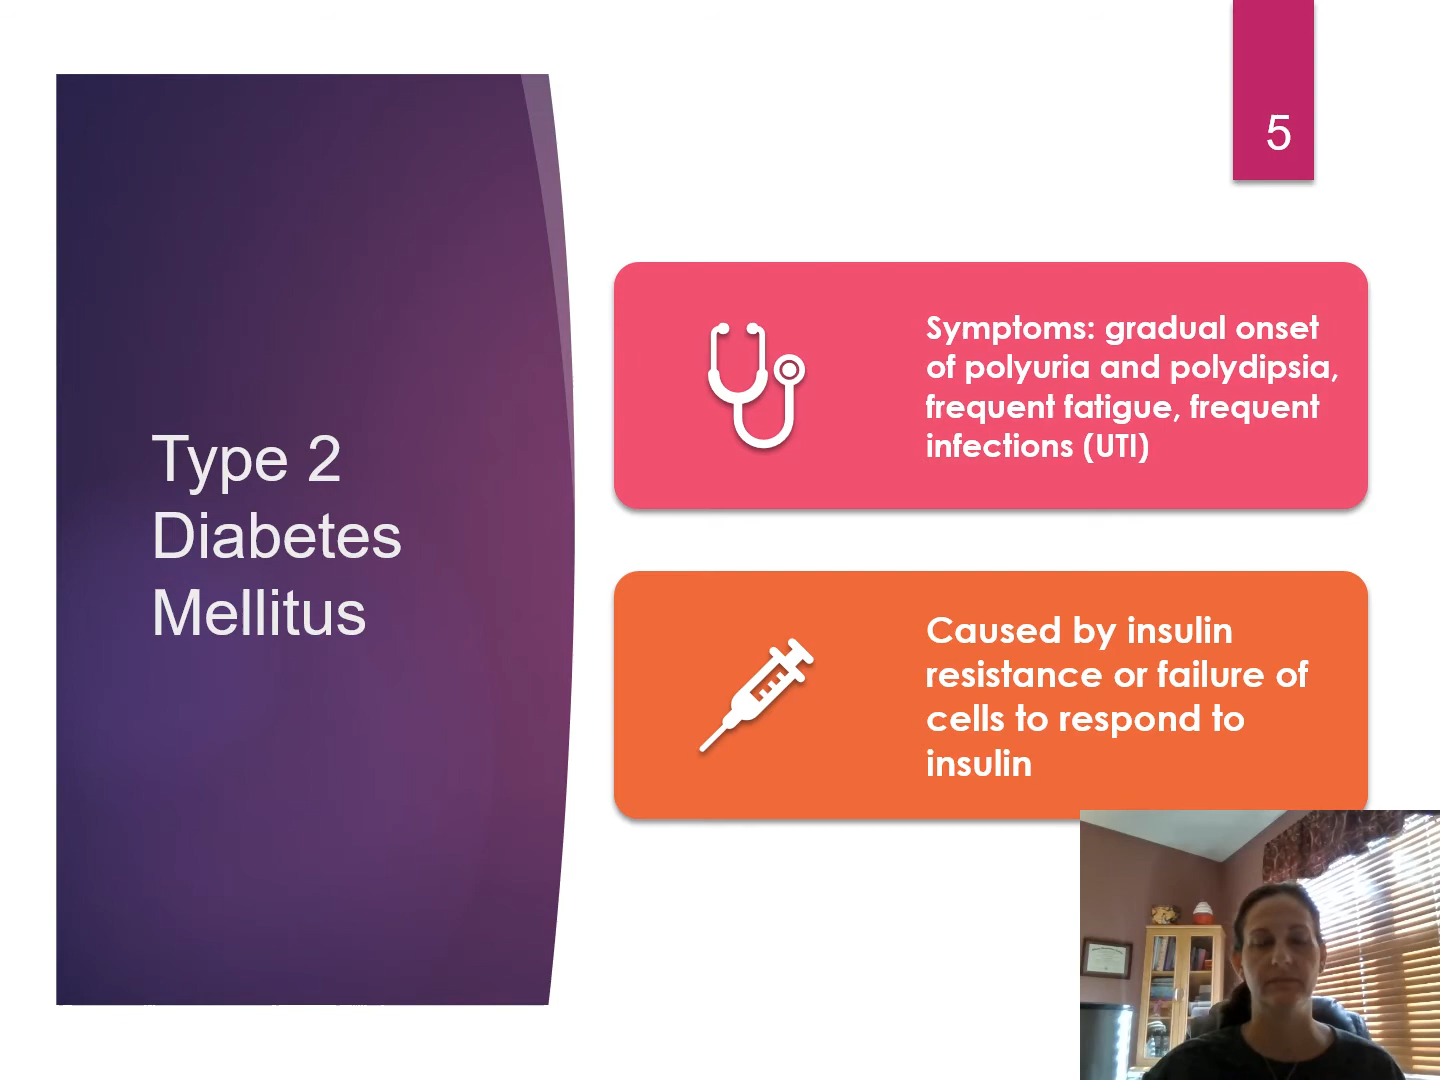 5
Type 2
Diabetes
Mellitus
Symptoms: gradual onset
of polyuria and polydipsia,
frequent fatigue, frequent
infections (UTI)
Caused by insulin
resistance or failure of
cells to respond to
insulin